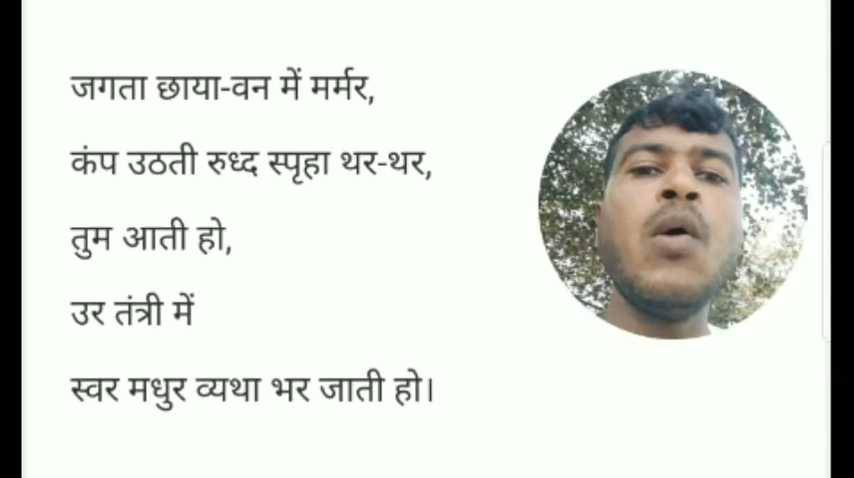 जगता छाया-वन में मर्मर,
कंप उठती रुध्द स्पृहा थर-थर,
तुम आती हो,
उर तंत्री में
स्वर मधुर व्यथा भर जाती हो।